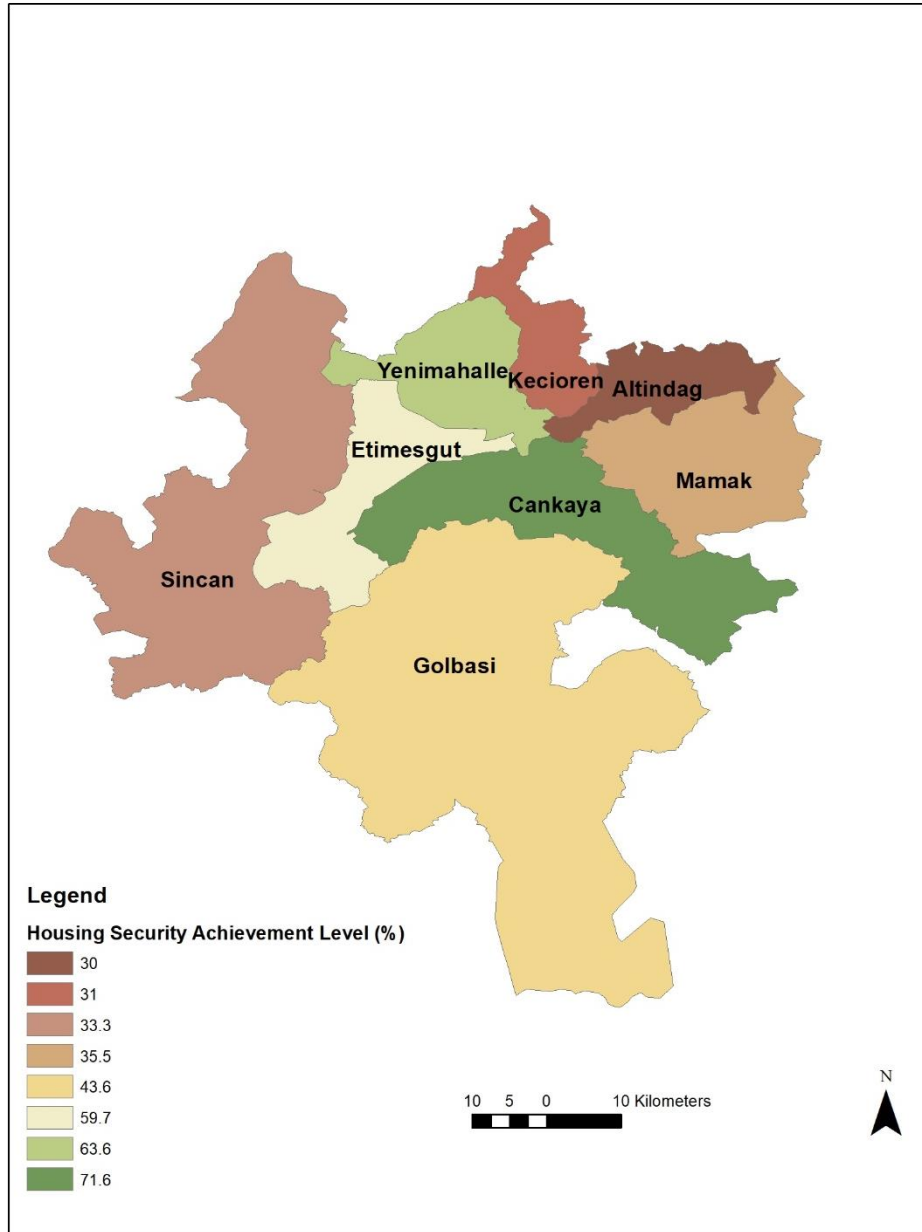 Yenimahalle
Kecioren
Altindag
Etimesgut
Mamak
Cankaya
Sincan
Golbasi
Legend
Housing Security Achievement Level (%)
30
31
33.3
35.5
43.6
59.7
63.6
71.6
10 5 0 10 Kilometers
N